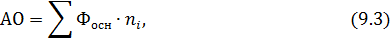 АО = ∑ Фосн · nᵢ, (9.3)